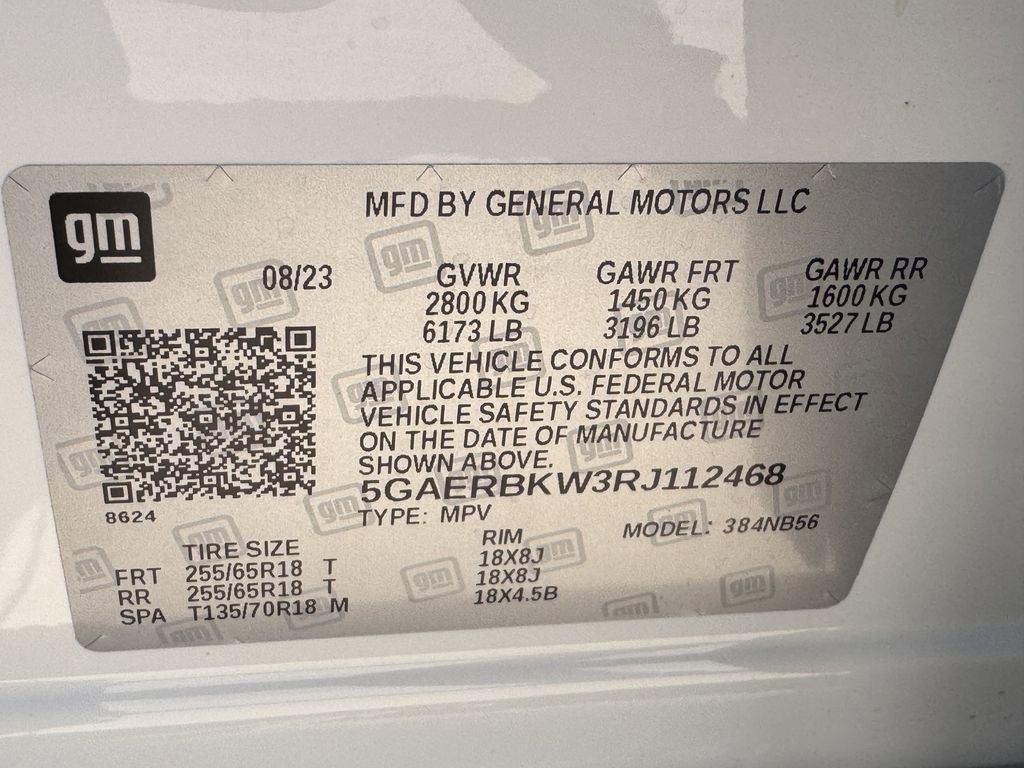 gm
MFD BY GENERAL MOTORS LLC
08/23
GVWR GAWR FRT GAWR RR
2800 KG 1450 KG 1600 KG
6173 LB 3196 LB 3527 LB
THIS VEHICLE CONFORMS TO ALL
APPLICABLE U.S. FEDERAL MOTOR
VEHICLE SAFETY STANDARDS IN EFFECT
ON THE DATE OF MANUFACTURE
SHOWN ABOVE.
5GAERBKW3RJ112468
8624
TYPE: MPV MODEL: 384NB56
TIRE SIZE RIM
FRT 255/65R18 T 18X8J
RR 255/65R18 T 18X8J
SPA T135/70R18 M 18X4.5B